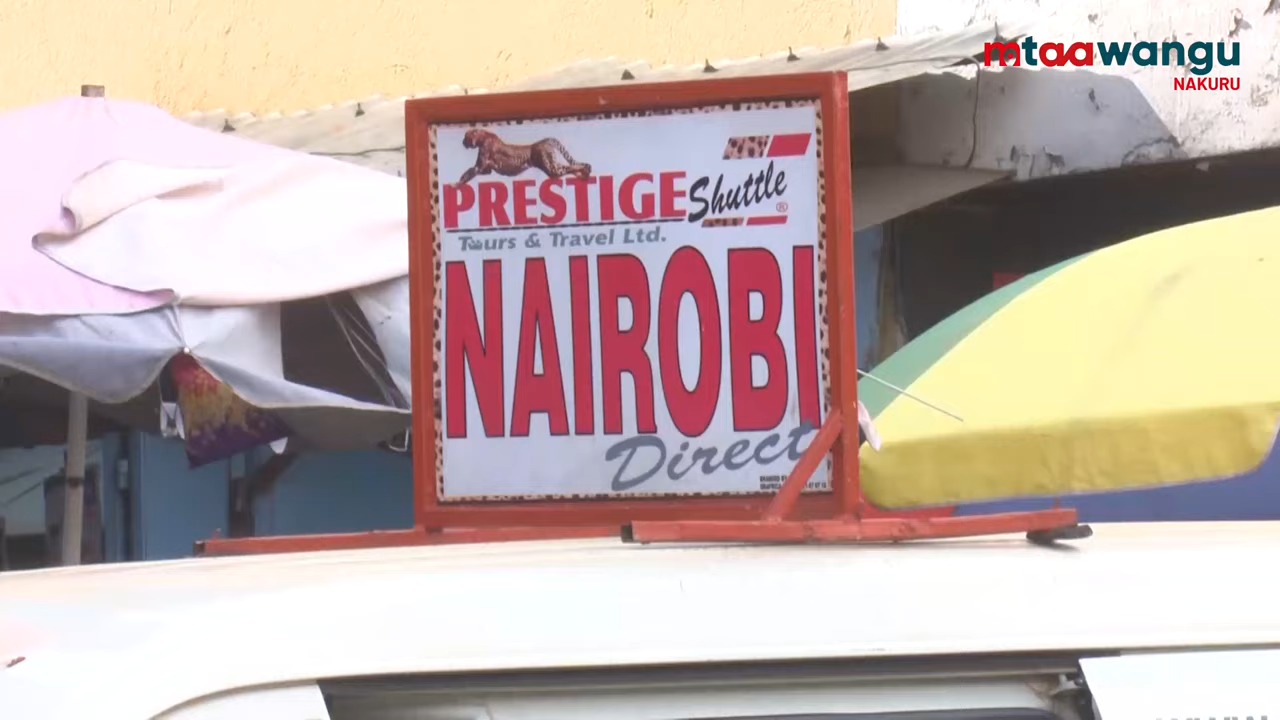 mtaawangu
NAKURU
PRESTIGE Shuttle ®
Tours & Travel Ltd.
NAIROBI
Direct